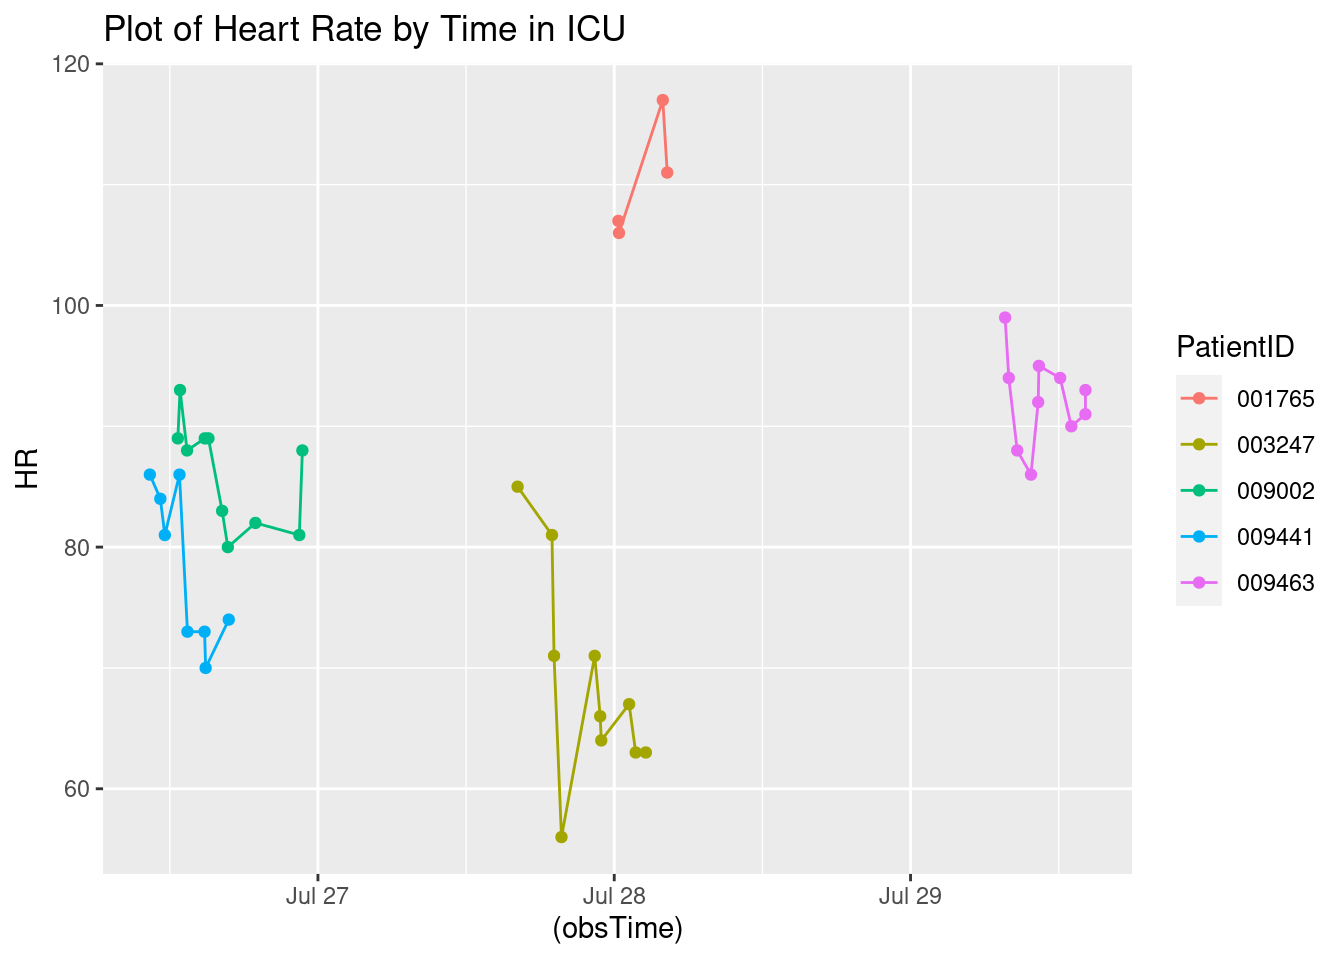 Plot of Heart Rate by Time in ICU
120
100
80
60
HR
Jul 27
Jul 28
Jul 29
(obsTime)
PatientID
001765
003247
009002
009441
009463